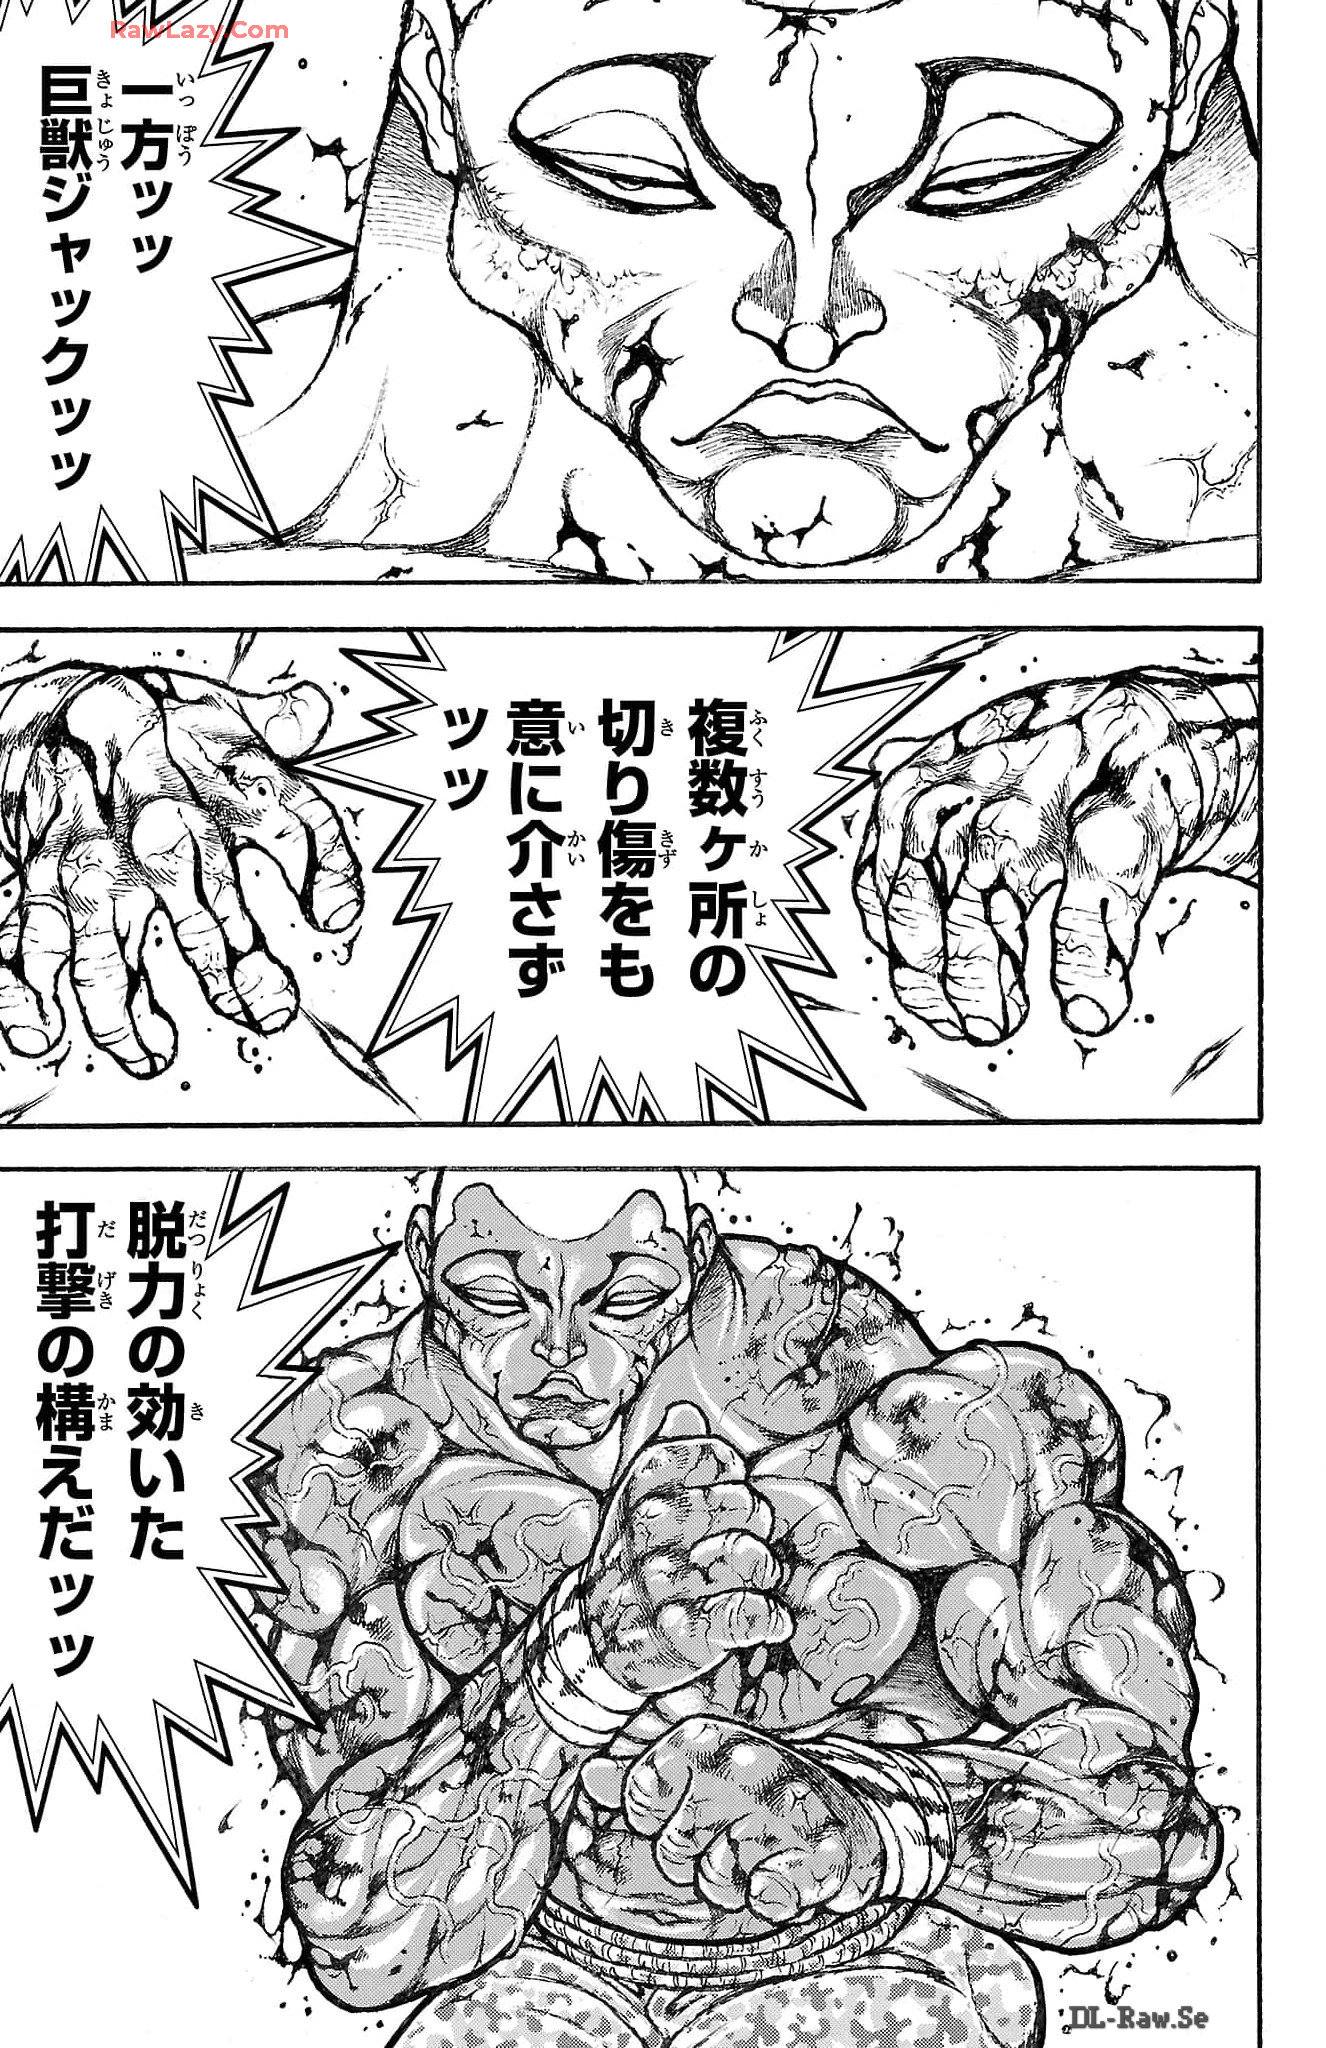 RawLazy.Com
一方ッッ
巨獣ジャックッッ
複数ヶ所の
切り傷をも
意に介さず
ッッ
脱力の効いた
打撃の構えだッッ
DL-Raw.Se